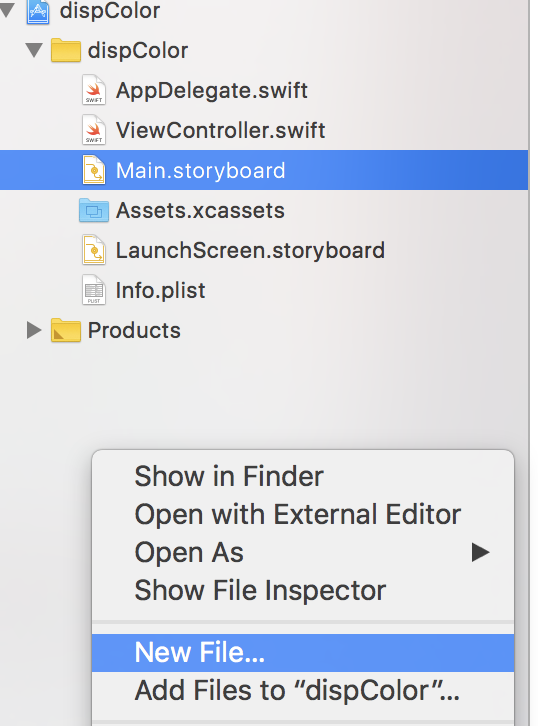 dispColor
dispColor
AppDelegate.swift
SWIFT
ViewController.swift
SWIFT
Main.storyboard
Assets.xcassets
LaunchScreen.storyboard
Info.plist
PLIST
Products
Show in Finder
Open with External Editor
Open As
Show File Inspector
New File...
Add Files to “dispColor”...